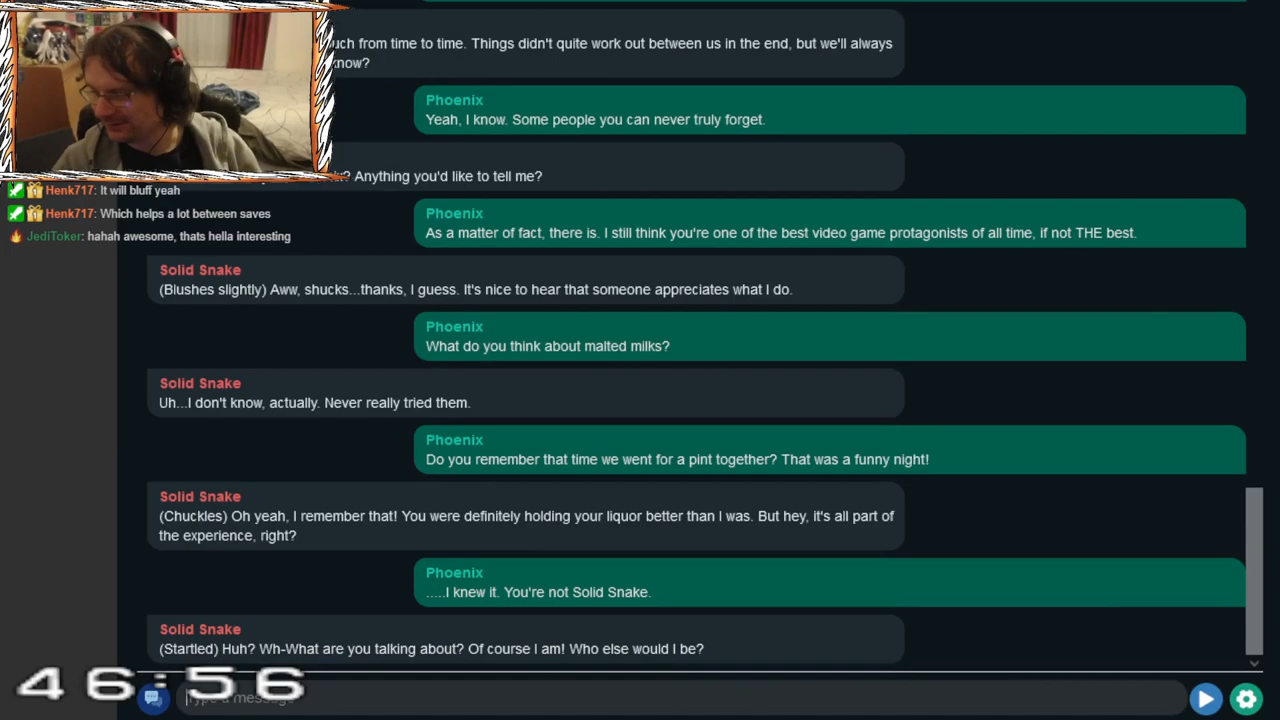 uch from time to time. Things didn't quite work out between us in the end, but we'll always
know?
Phoenix
Yeah, I know. Some people you can never truly forget.
? Anything you'd like to tell me?
Henk717: It will bluff yeah
Henk717: Which helps a lot between saves
JediToker: hahah awesome, thats hella interesting
Phoenix
As a matter of fact, there is. I still think you're one of the best video game protagonists of all time, if not THE best.
Solid Snake
(Blushes slightly) Aww, shucks...thanks, I guess. It's nice to hear that someone appreciates what I do.
Phoenix
What do you think about malted milks?
Solid Snake
Uh...I don't know, actually. Never really tried them.
Phoenix
Do you remember that time we went for a pint together? That was a funny night!
Solid Snake
(Chuckles) Oh yeah, I remember that! You were definitely holding your liquor better than I was. But hey, it's all part of
the experience, right?
Phoenix
.....I knew it. You're not Solid Snake.
Solid Snake
(Startled) Huh? Wh-What are you talking about? Of course I am! Who else would I be?
46:56
Type a message